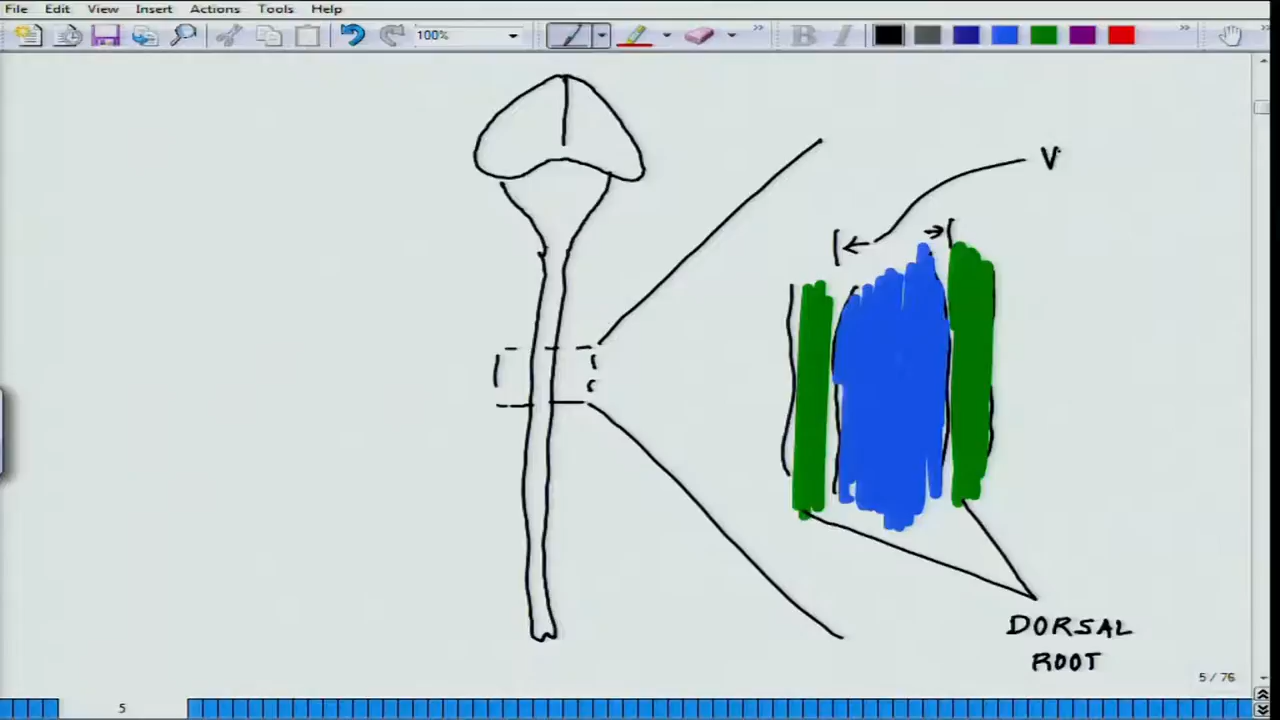 File Edit View Insert Actions Tools Help
100%
B I
V
DORSAL
ROOT
5 / 76
5